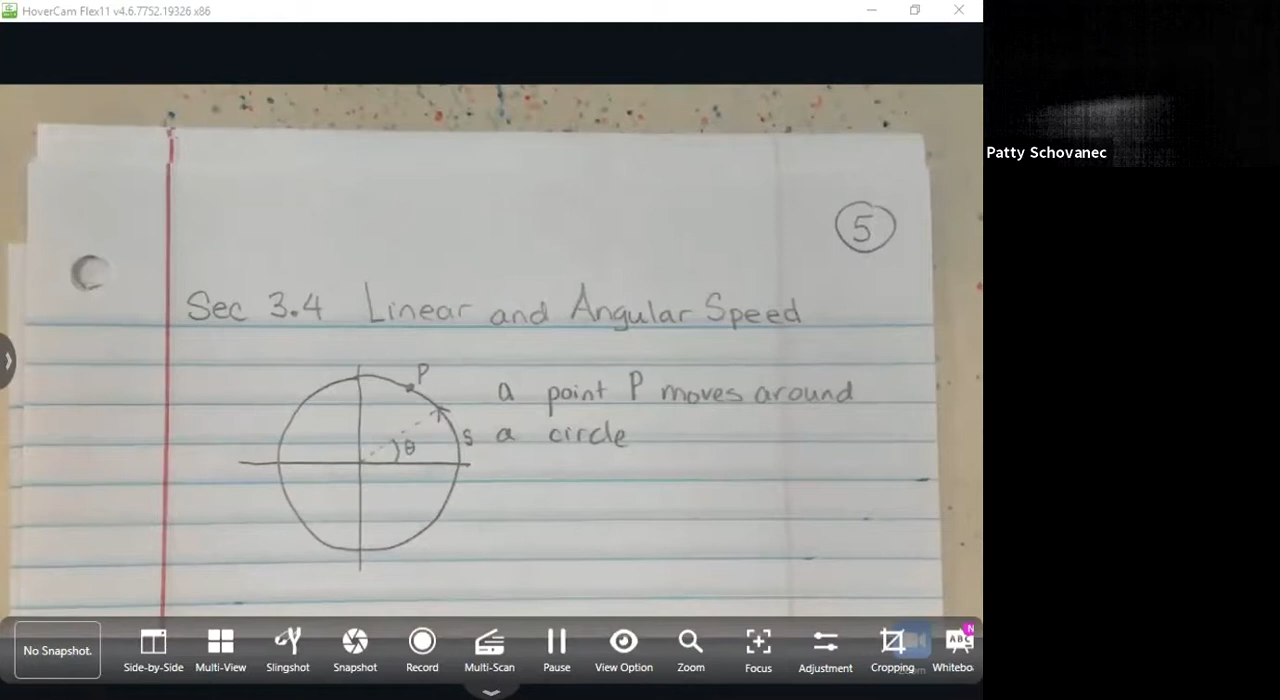 HoverCam Flex11 v4.6.7752.19326 x86
Patty Schovanec
5
Sec 3.4 Linear and Angular Speed
P
a point P moves around
s a circle
θ
No Snapshot.
Side-by-Side Multi-View Slingshot Snapshot Record Multi-Scan Pause View Option Zoom Focus Adjustment Cropping Whiteboa
ABC
N